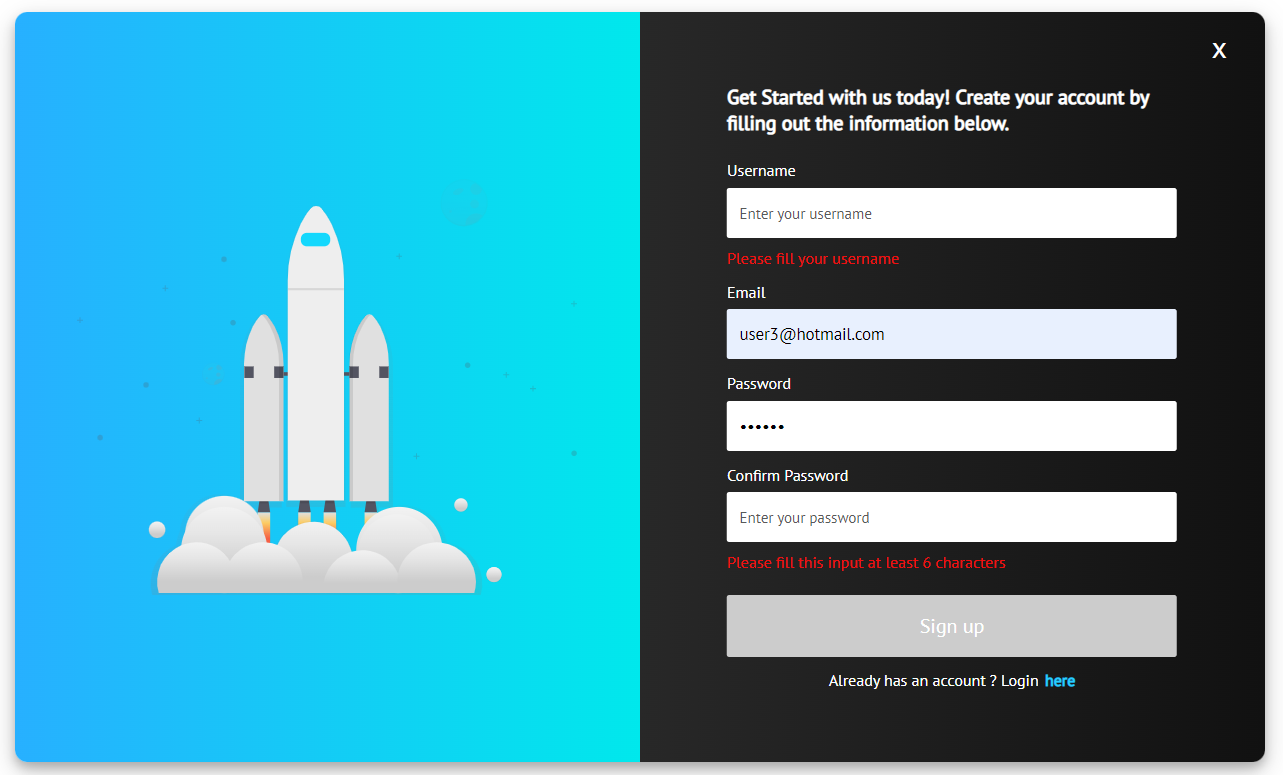 X
Get Started with us today! Create your account by
filling out the information below.
Username
Enter your username
Please fill your username
Email
user3@hotmail.com
Password
••••••
Confirm Password
Enter your password
Please fill this input at least 6 characters
Sign up
Already has an account ? Login here